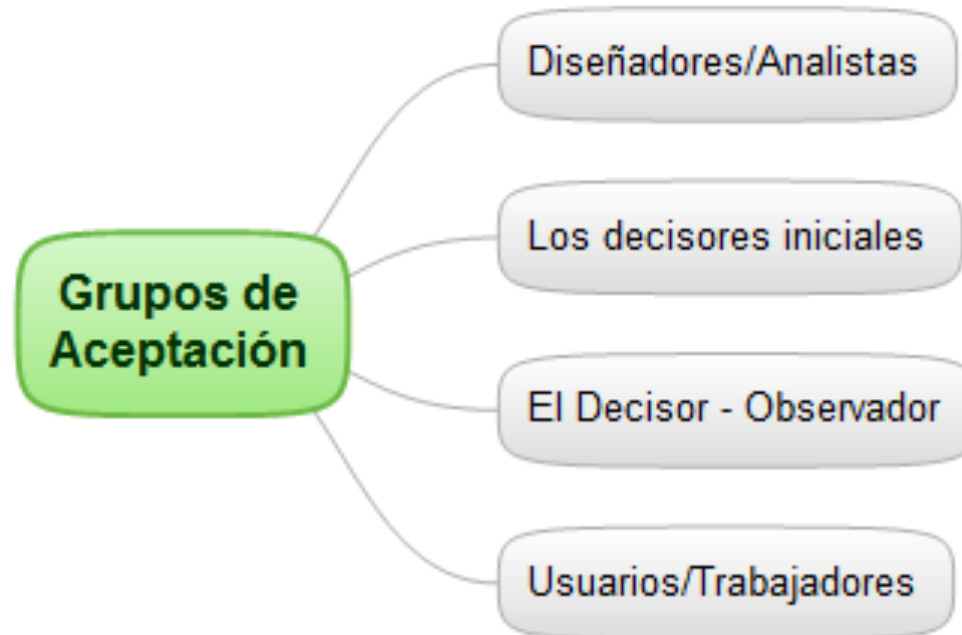 Diseñadores/Analistas
Los decisores iniciales
Grupos de
Aceptación
El Decisor - Observador
Usuarios/Trabajadores